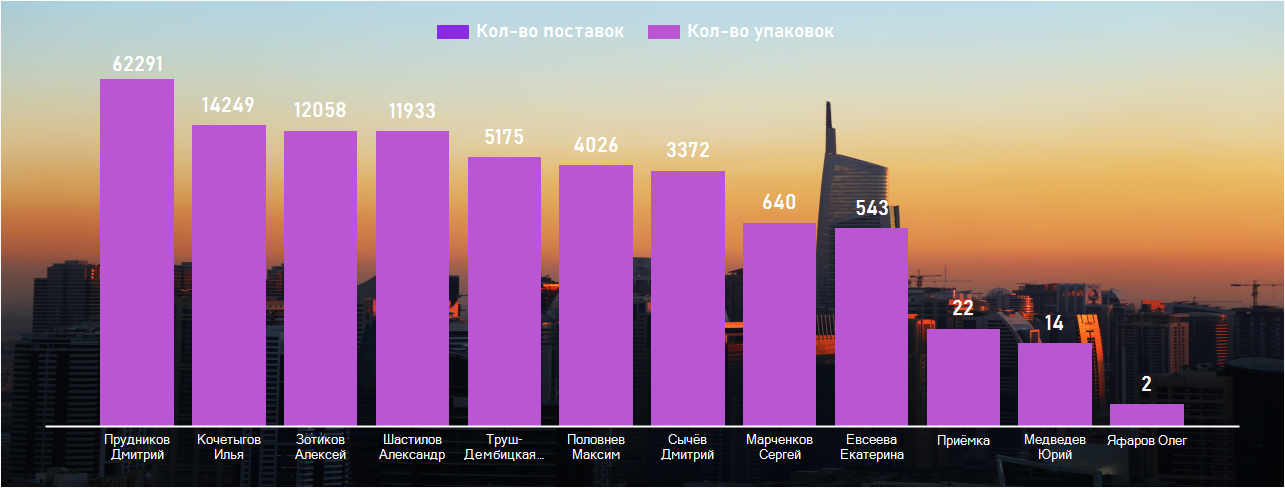 Кол-во поставок Кол-во упаковок
62291
14249
12058
11933
5175
4026
3372
640
543
22
14
2
Прудников
Дмитрий
Кочетыгов
Илья
Зотиков
Алексей
Шастилов
Александр
Труш-
Дембицкая...
Половнев
Максим
Сычёв
Дмитрий
Марченков
Сергей
Евсеева
Екатерина
Приёмка
Медведев
Юрий
Яфаров Олег